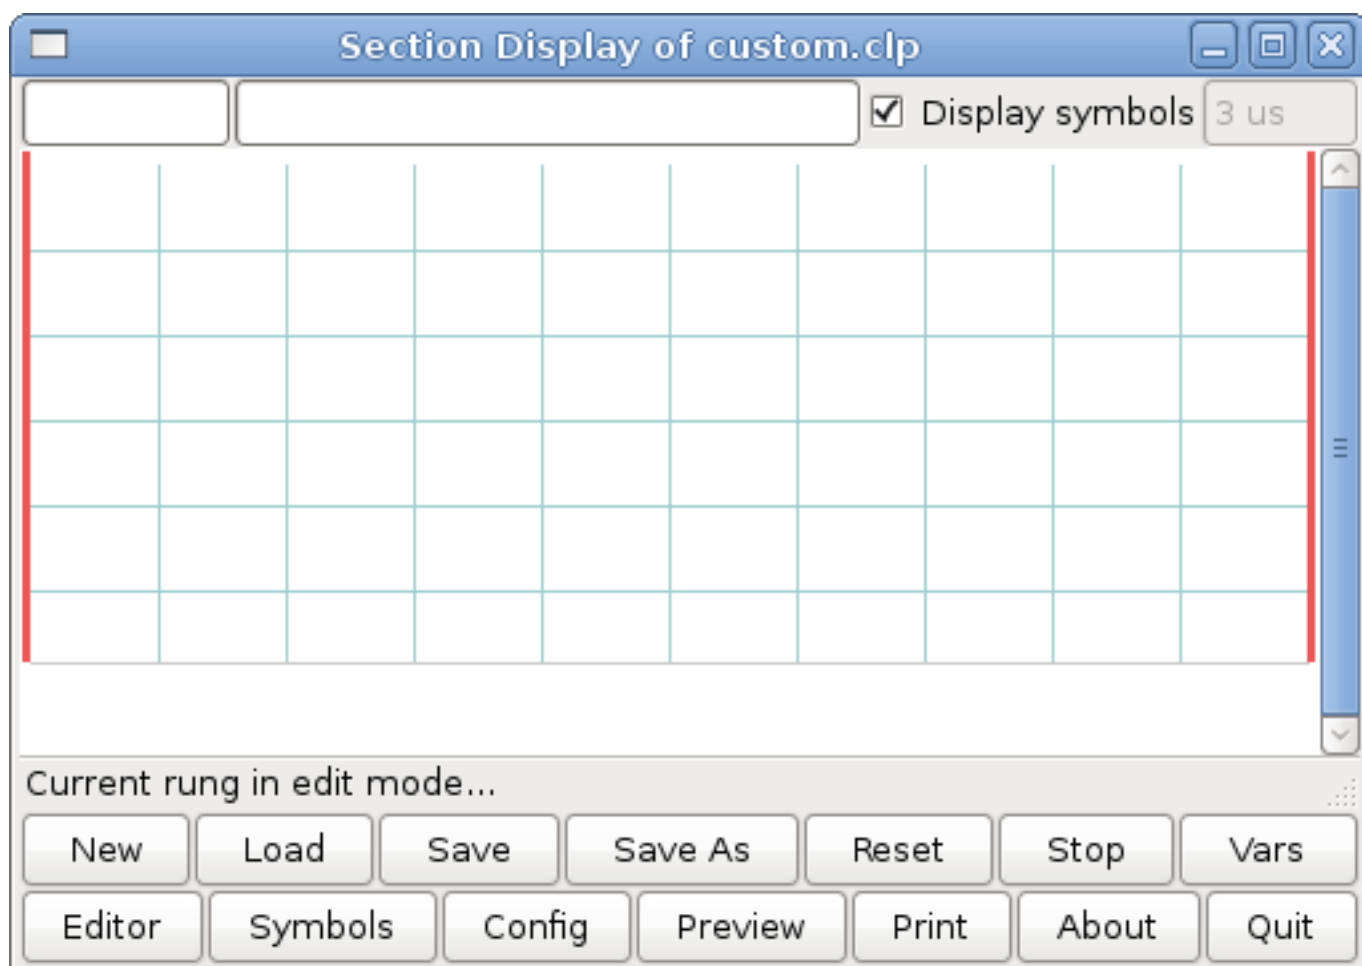 Section Display of custom.clp
Display symbols 3 us
Current rung in edit mode...
New Load Save Save As Reset Stop Vars
Editor Symbols Config Preview Print About Quit